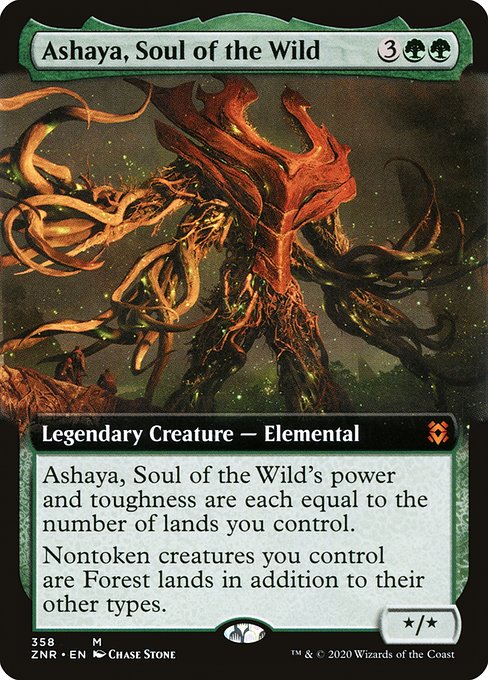 Ashaya, Soul of the Wild 3
Legendary Creature — Elemental
Ashaya, Soul of the Wild's power
and toughness are each equal to the
number of lands you control.
Nontoken creatures you control
are Forest lands in addition to their
other types.
*/*
358 M
ZNR • EN Chase Stone
™ & © 2020 Wizards of the Coast